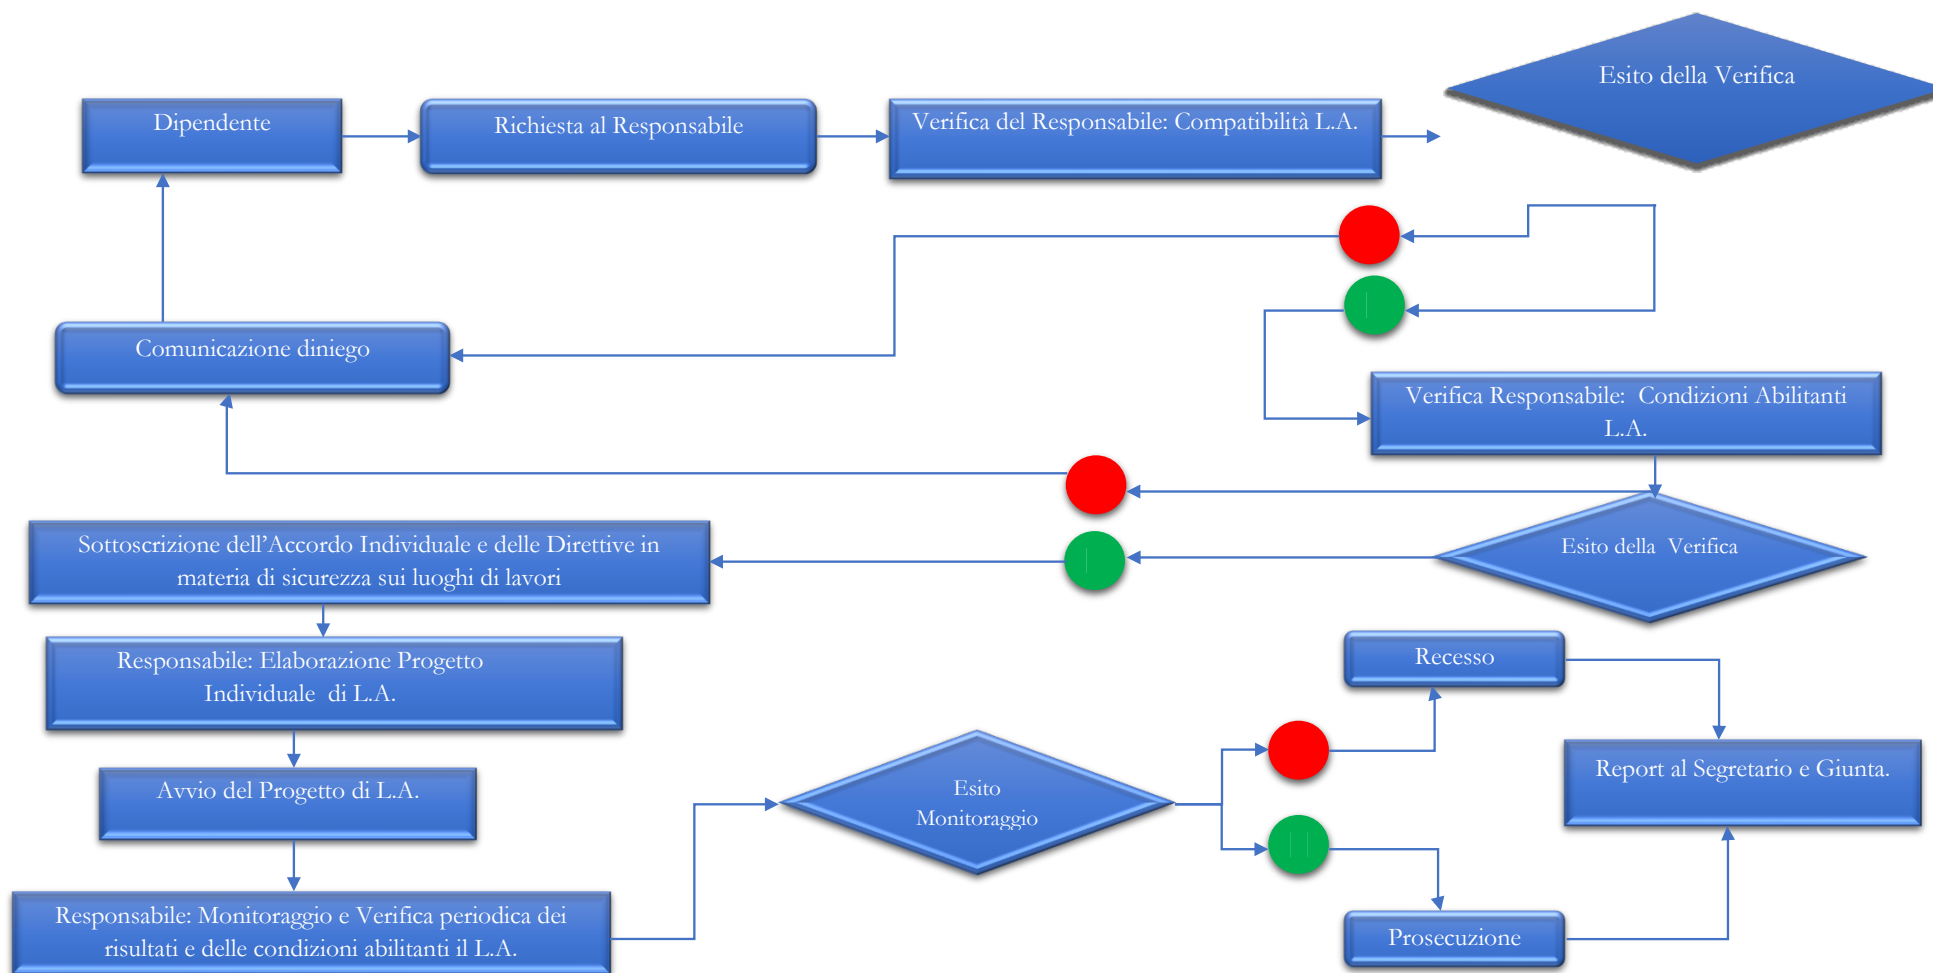 Dipendente
Richiesta al Responsabile
Verifica del Responsabile: Compatibilità L.A.
Esito della Verifica
Comunicazione diniego
Verifica Responsabile:  Condizioni Abilitanti
L.A.
Esito della  Verifica
Sottoscrizione dell’Accordo Individuale e delle Direttive in
materia di sicurezza sui luoghi di lavori
Responsabile: Elaborazione Progetto
Individuale  di L.A.
Recesso
Avvio del Progetto di L.A.
Esito
Monitoraggio
Report al Segretario e Giunta.
Responsabile: Monitoraggio e Verifica periodica dei
risultati e delle condizioni abilitanti il L.A.
Prosecuzione